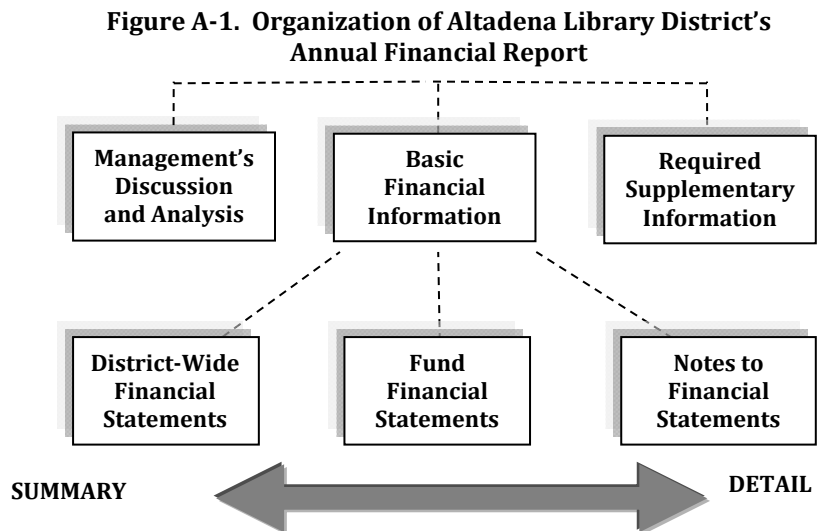 Figure A-1. Organization of Altadena Library District’s
Annual Financial Report
Management’s
Discussion
and Analysis
Basic
Financial
Information
Required
Supplementary
Information
District-Wide
Financial
Statements
Fund
Financial
Statements
Notes to
Financial
Statements
SUMMARY
DETAIL